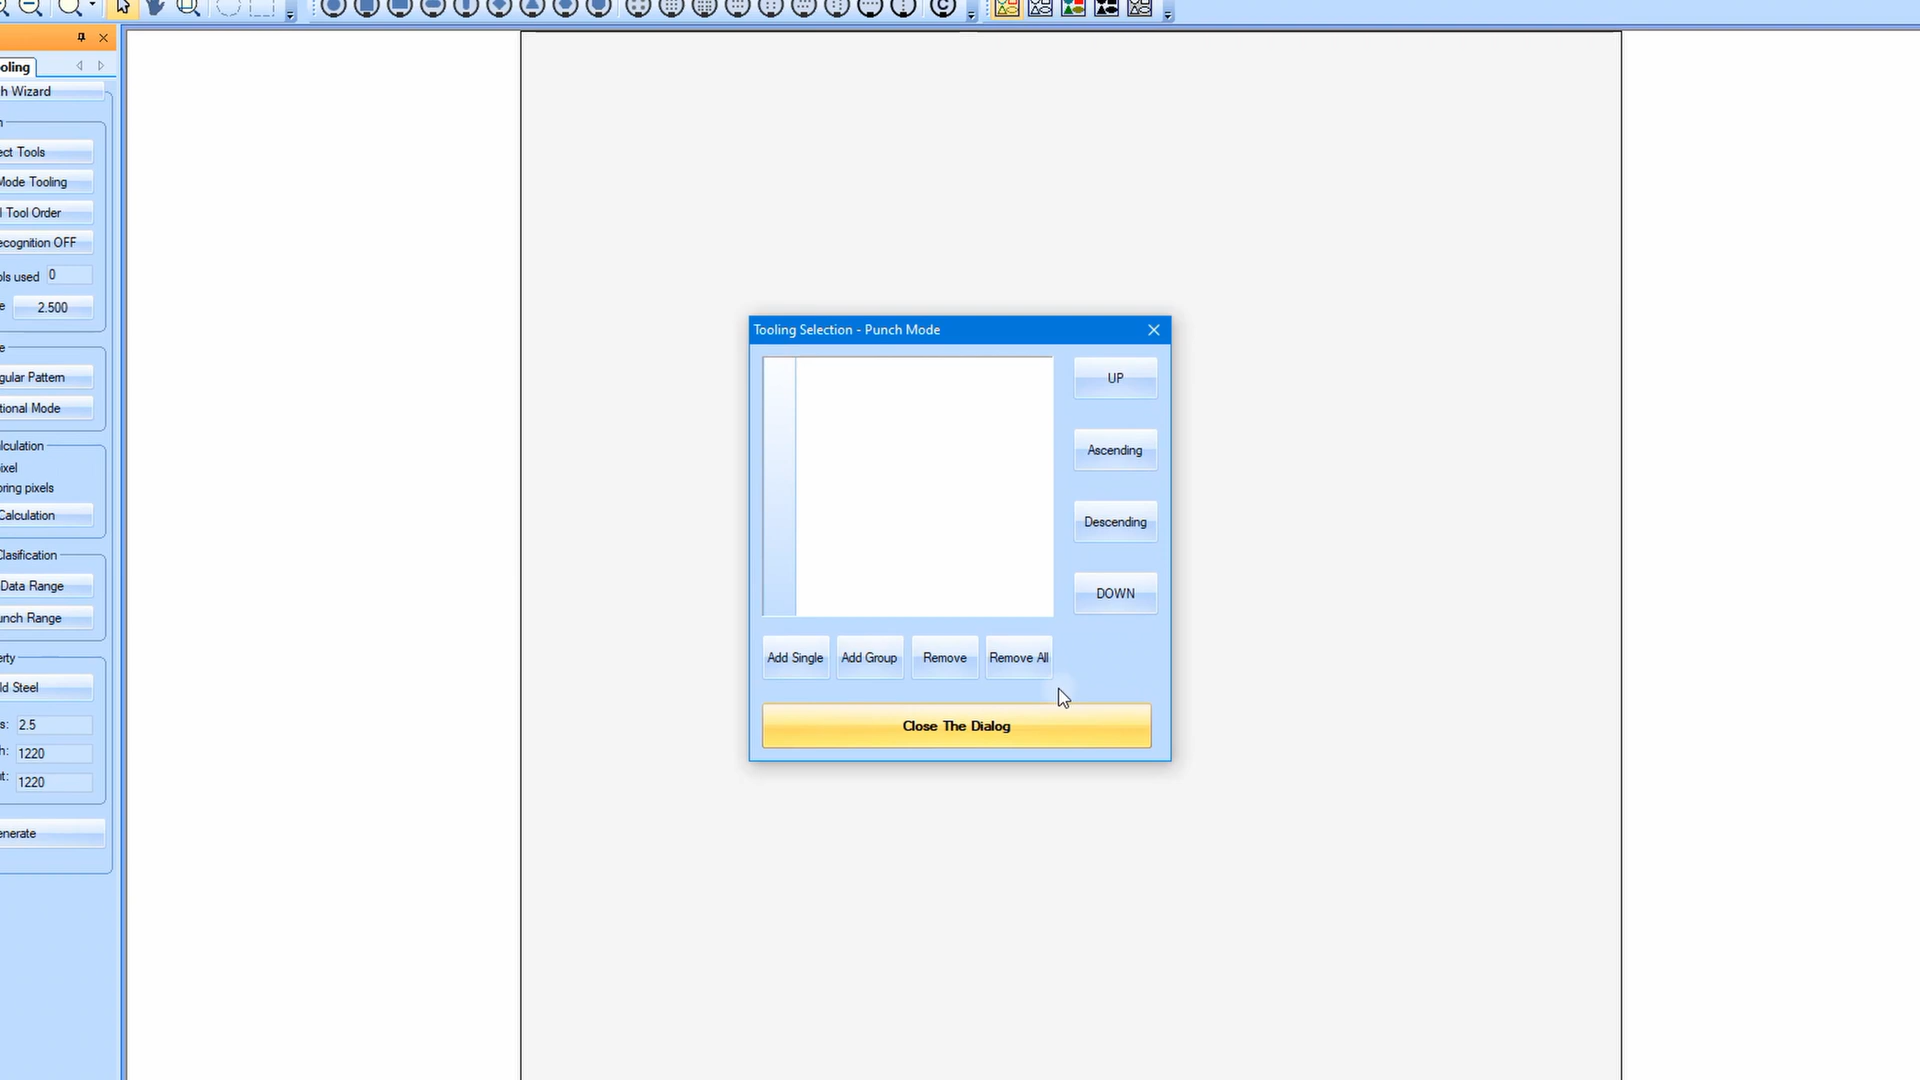 oling
h Wizard
n
ect Tools
Mode Tooling
l Tool Order
ecognition OFF
ols used 0
e 2.500
e
gular Pattern
tional Mode
lculation
ixel
oring pixels
Calculation
Clasification
Data Range
unch Range
erty
ld Steel
s: 2.5
h: 1220
t: 1220
enerate
C
Tooling Selection - Punch Mode
UP
Ascending
Descending
DOWN
Add Single Add Group Remove Remove All
Close The Dialog